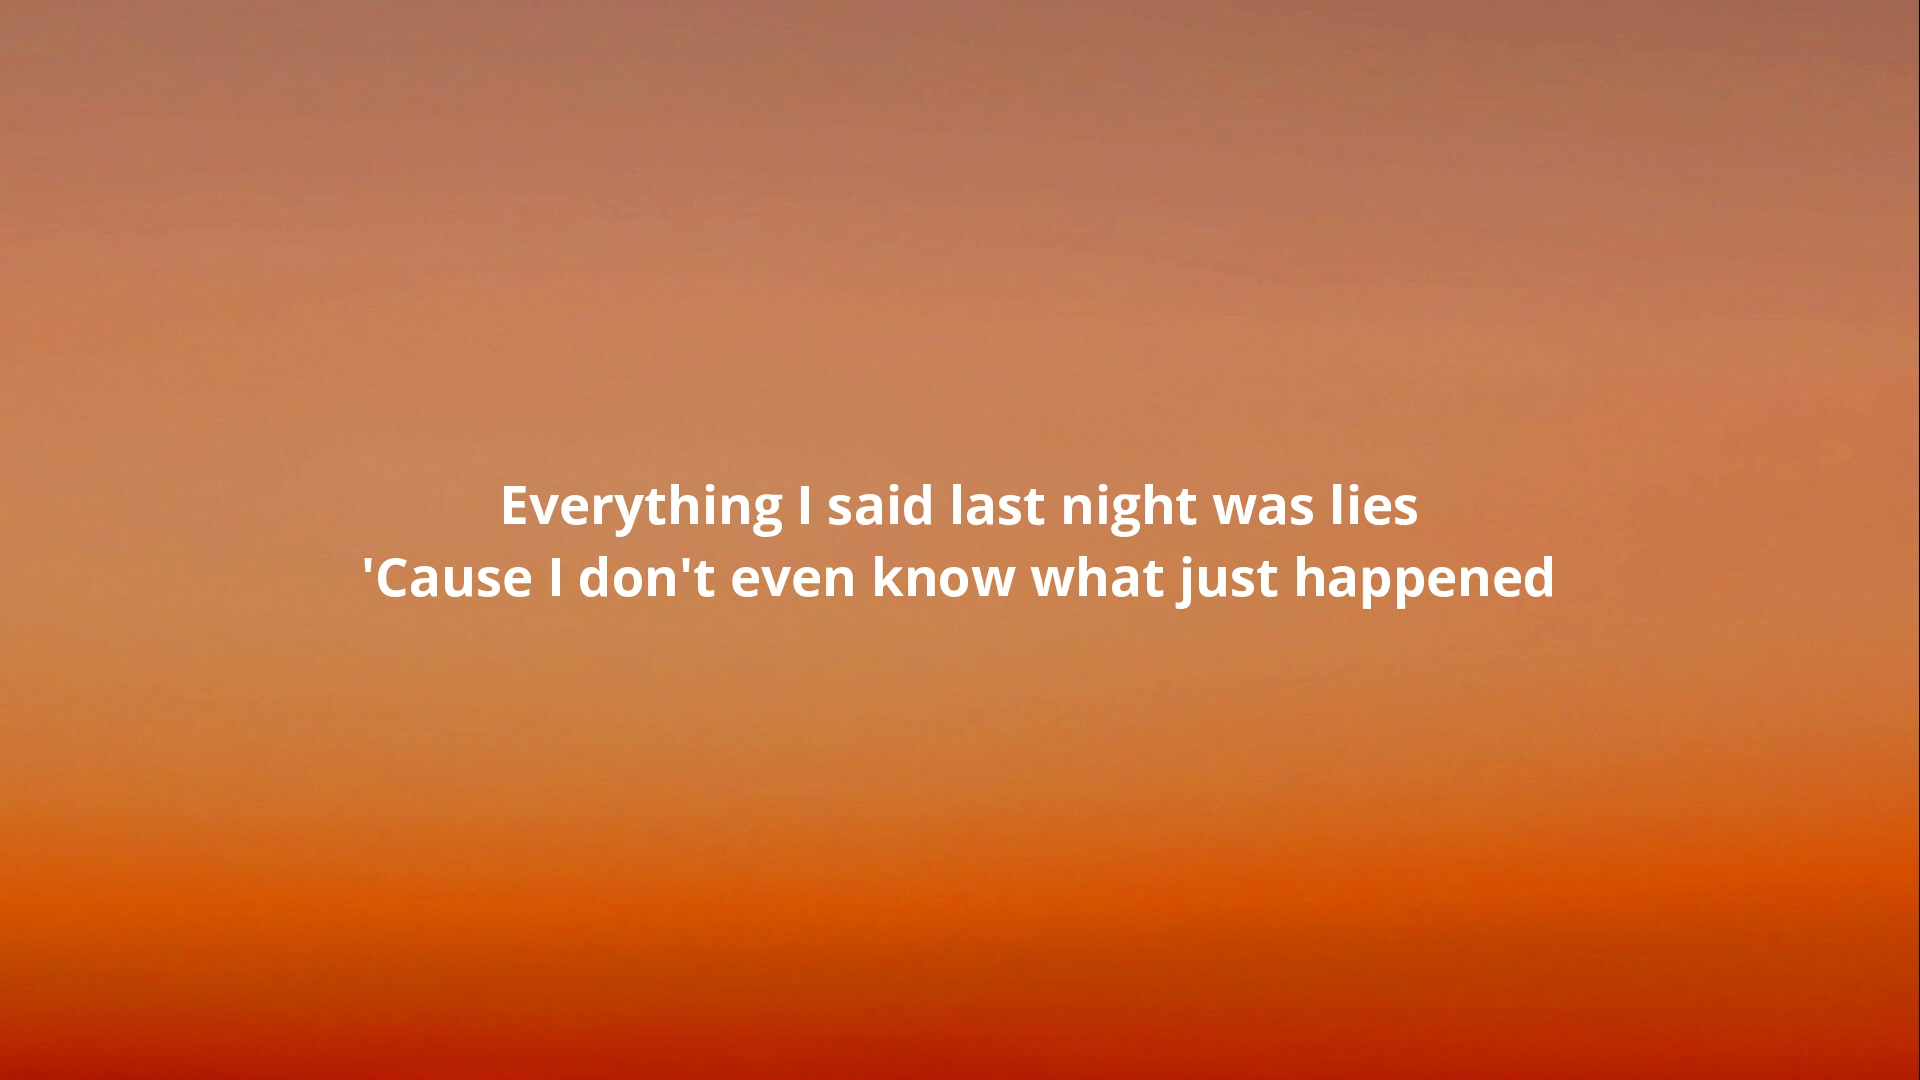 Everything I said last night was lies
'Cause I don't even know what just happened